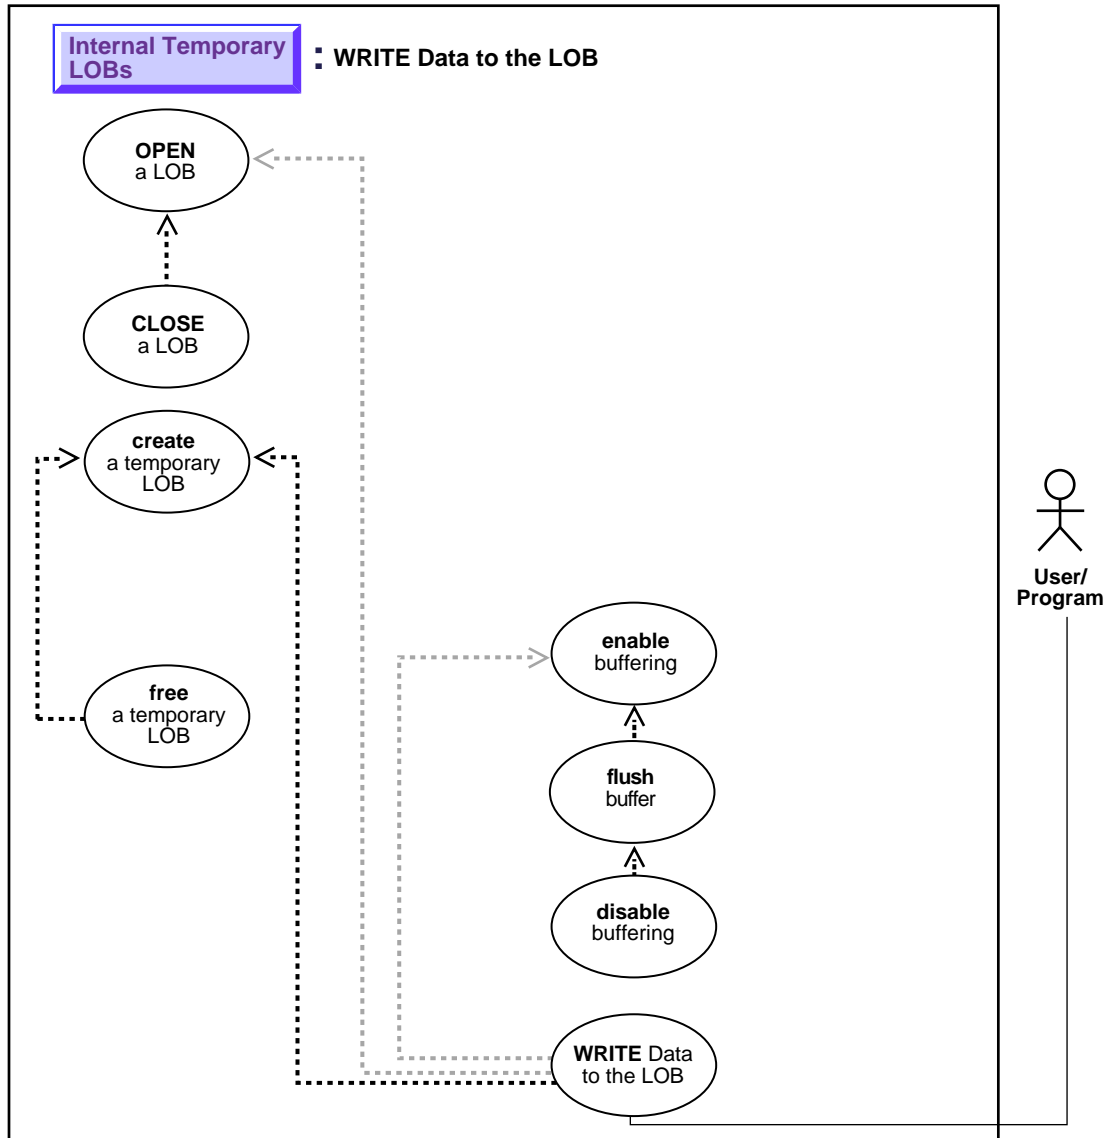 Internal Temporary
LOBs
: WRITE Data to the LOB
OPEN
a LOB
CLOSE
a LOB
create
a temporary
LOB
User/
Program
enable
buffering
free
a temporary
LOB
flush
buffer
disable
buffering
WRITE Data
to the LOB